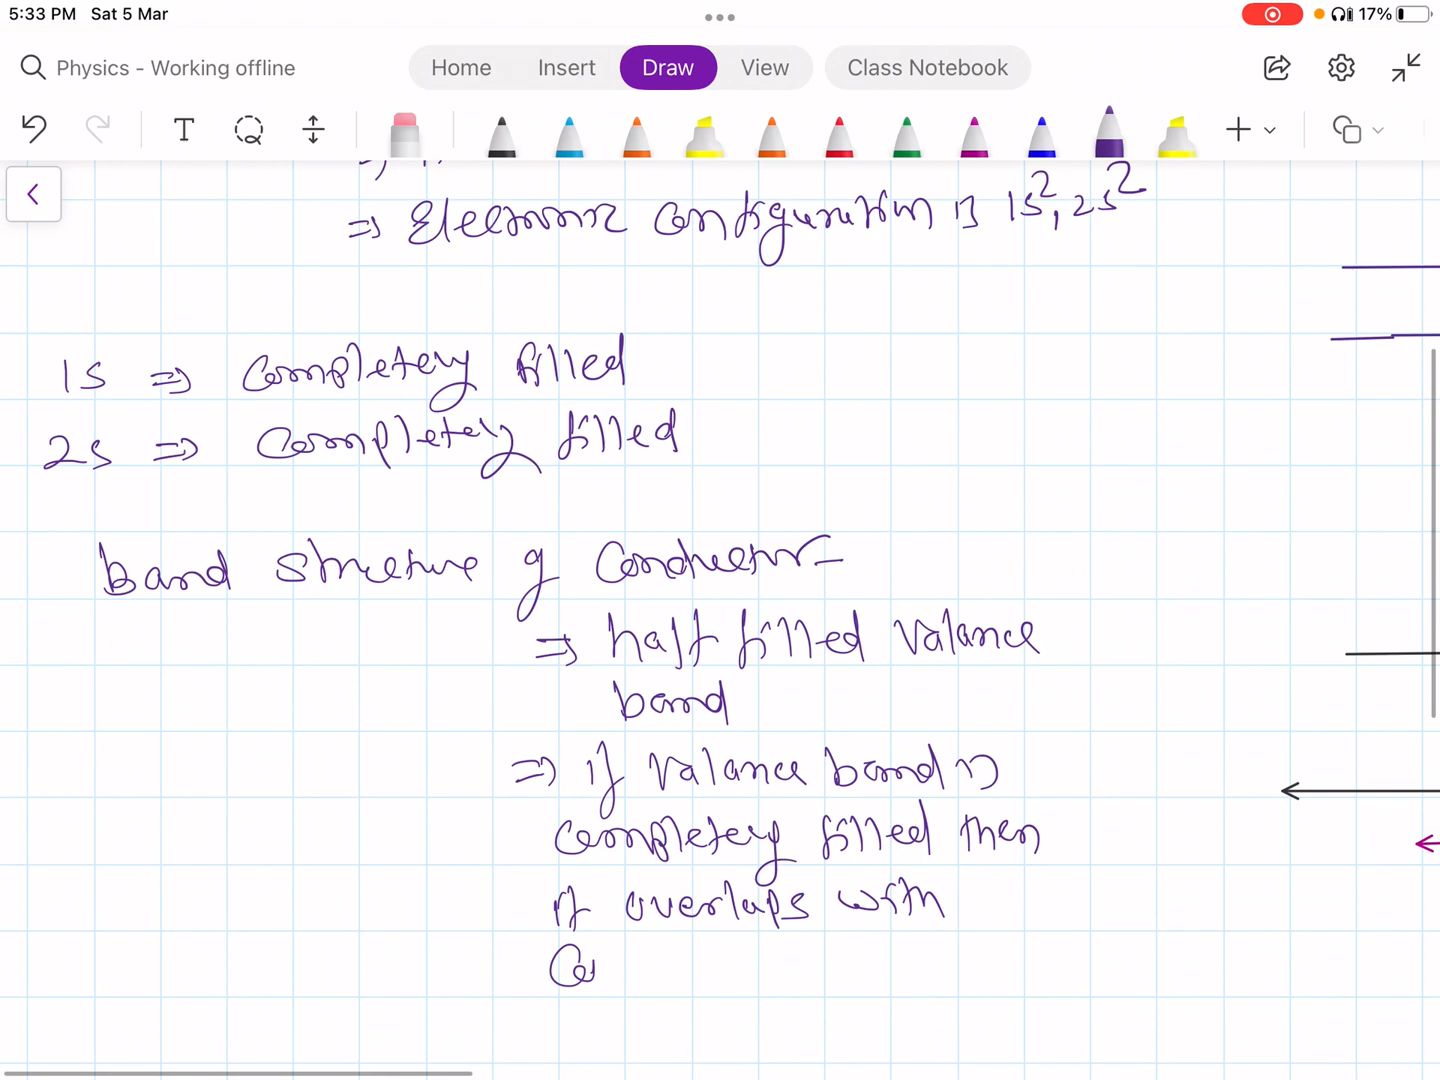 5:33 PM Sat 5 Mar
17%
Physics - Working offline
Home Insert Draw View Class Notebook
T
⇒ Electronic configuration is 1s², 2s²
1s ⇒ Completely filled
2s ⇒ Completely filled
band structure of Conductor-
⇒ half filled valance
band
⇒ if valance band is
completely filled then
it overlaps with
Co